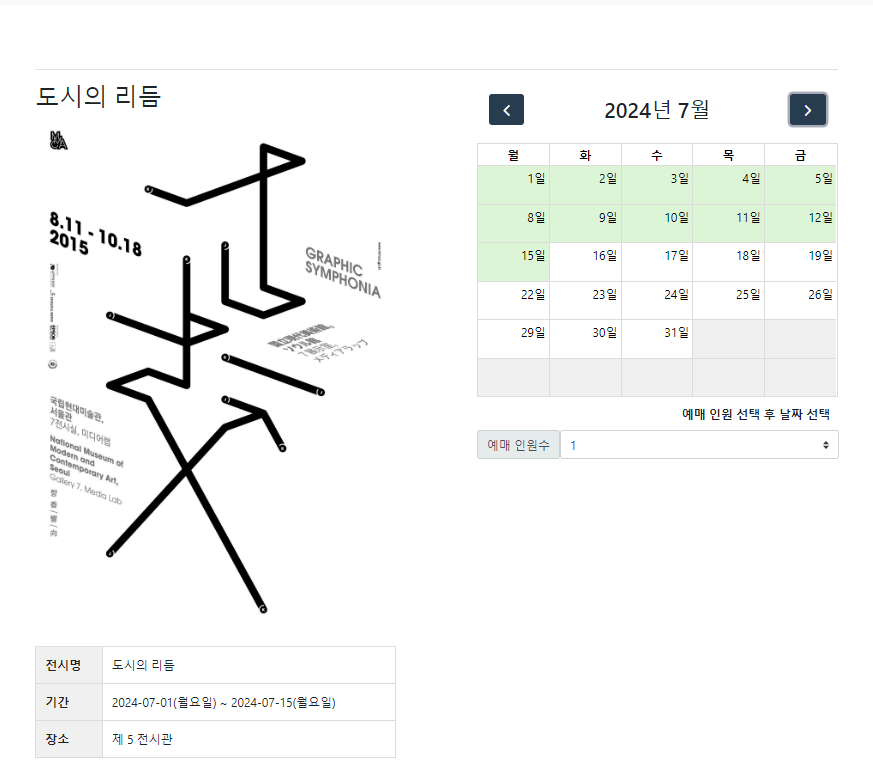 도시의 리듬
8.11 - 10.18
2015
GRAPHIC
SYMPHONIA
국립현대미술관,
서울관
7전시실, 미디어랩
National Museum of
Modern and
Contemporary Art,
Seoul
Gallery 7, Media Lab
전시명 도시의 리듬
기간 2024-07-01(월요일) ~ 2024-07-15(월요일)
장소 제 5 전시관
2024년 7월
월 화 수 목 금
1일 2일 3일 4일 5일
8일 9일 10일 11일 12일
15일 16일 17일 18일 19일
22일 23일 24일 25일 26일
29일 30일 31일
예매 인원 선택 후 날짜 선택
예매 인원수 1